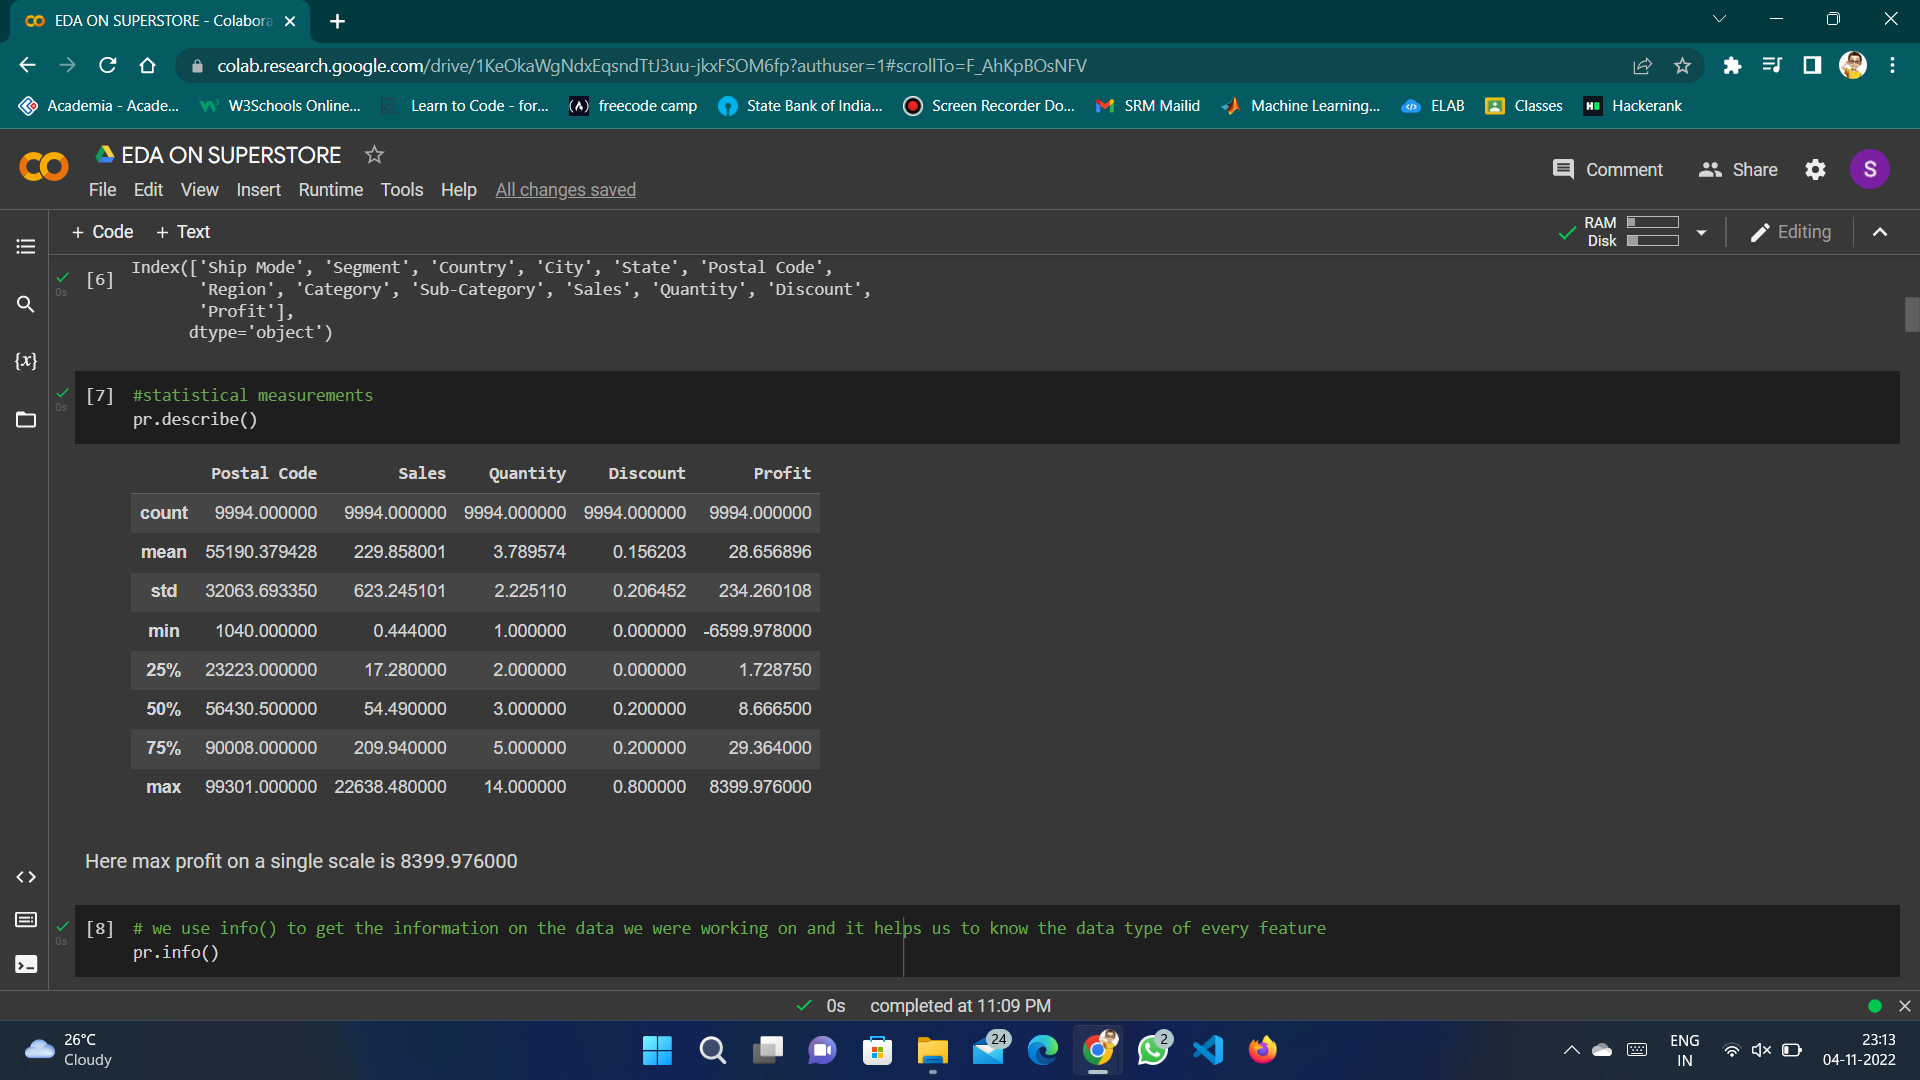 EDA ON SUPERSTORE - Colabora
colab.research.google.com/drive/1KeOkaWgNdxEqsndTtJ3uu-jkxFSOM6fp?authuser=1#scrollTo=F_AhKpBOsNFV
Academia - Acade... W3Schools Online... Learn to Code - for... freecode camp State Bank of India... Screen Recorder Do... SRM Mailid Machine Learning... ELAB Classes Hackerank
EDA ON SUPERSTORE
Comment Share S
File Edit View Insert Runtime Tools Help All changes saved
+ Code + Text
RAM
Disk
Editing
[6] Index(['Ship Mode', 'Segment', 'Country', 'City', 'State', 'Postal Code',
0s
'Region', 'Category', 'Sub-Category', 'Sales', 'Quantity', 'Discount',
'Profit'],
dtype='object')
[7] #statistical measurements
0s
pr.describe()
Postal Code Sales Quantity Discount Profit
count 9994.000000 9994.000000 9994.000000 9994.000000 9994.000000
mean 55190.379428 229.858001 3.789574 0.156203 28.656896
std 32063.693350 623.245101 2.225110 0.206452 234.260108
min 1040.000000 0.444000 1.000000 0.000000 -6599.978000
25% 23223.000000 17.280000 2.000000 0.000000 1.728750
50% 56430.500000 54.490000 3.000000 0.200000 8.666500
75% 90008.000000 209.940000 5.000000 0.200000 29.364000
max 99301.000000 22638.480000 14.000000 0.800000 8399.976000
Here max profit on a single scale is 8399.976000
[8] # we use info() to get the information on the data we were working on and it helps us to know the data type of every feature
0s
pr.info()
0s completed at 11:09 PM
26°C
Cloudy
24
2
ENG
IN
23:13
04-11-2022